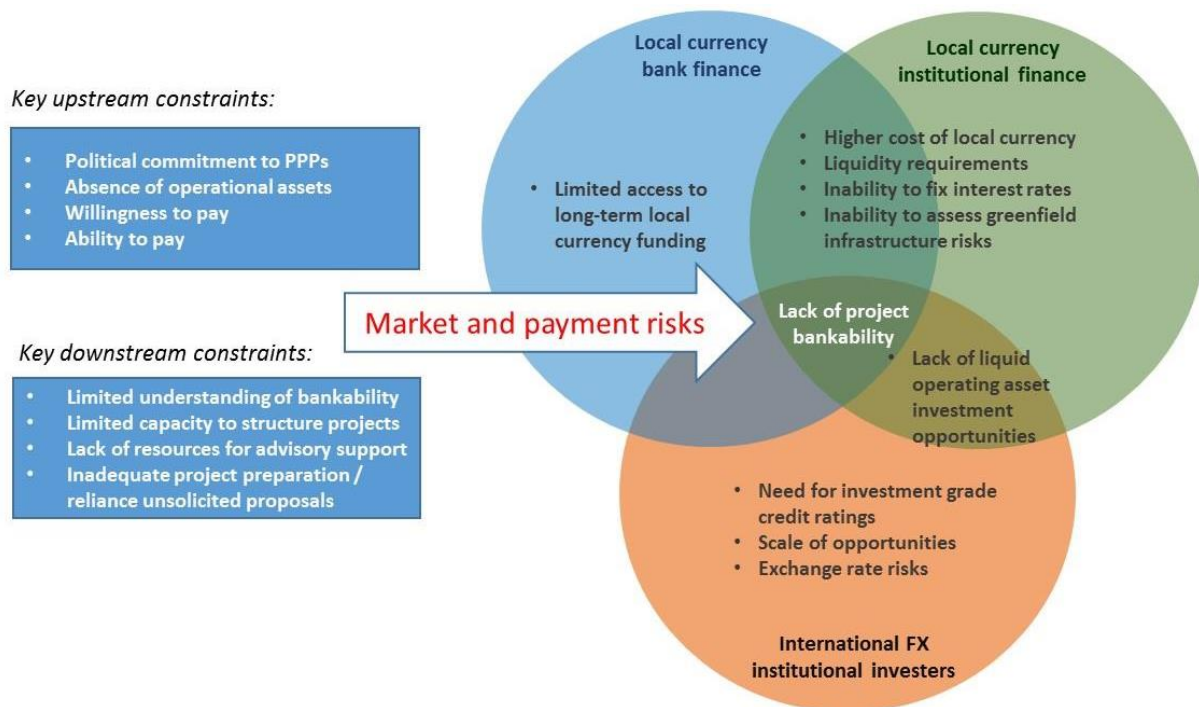 Key upstream constraints:
• Political commitment to PPPs
• Absence of operational assets
• Willingness to pay
• Ability to pay
Key downstream constraints:
• Limited understanding of bankability
• Limited capacity to structure projects
• Lack of resources for advisory support
• Inadequate project preparation /
reliance unsolicited proposals
Market and payment risks
Local currency
bank finance
• Limited access to
long-term local
currency funding
Local currency
institutional finance
• Higher cost of local currency
• Liquidity requirements
• Inability to fix interest rates
• Inability to assess greenfield
infrastructure risks
Lack of project
bankability
• Lack of liquid
operating asset
investment
opportunities
• Need for investment grade
credit ratings
• Scale of opportunities
• Exchange rate risks
International FX
institutional investers